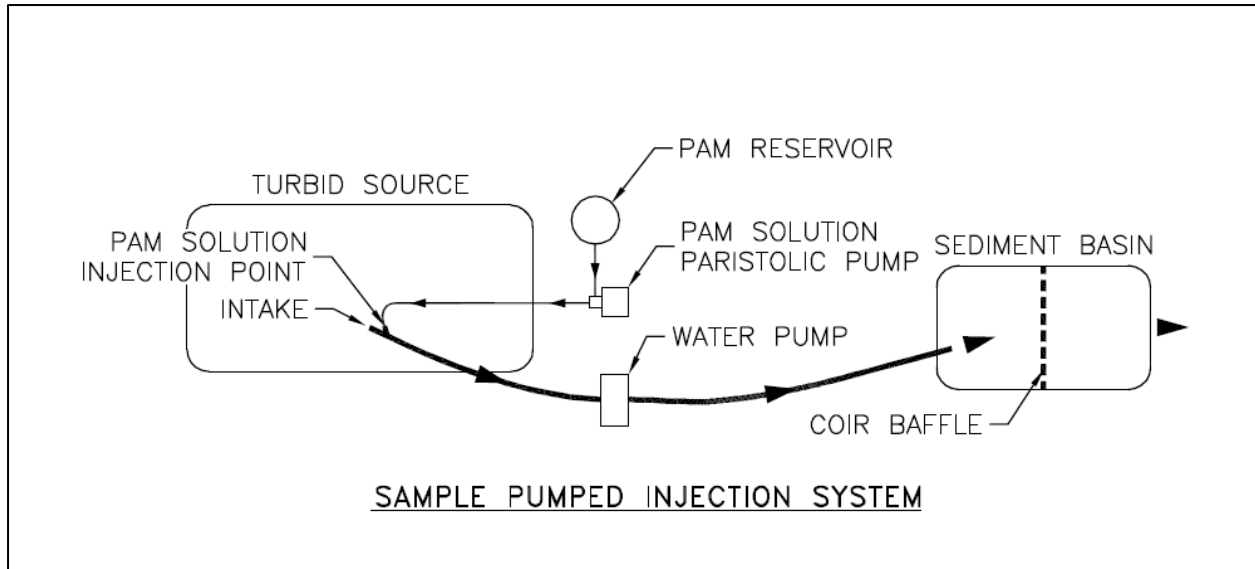 PAM RESERVOIR
TURBID SOURCE
PAM SOLUTION
INJECTION POINT
INTAKE
PAM SOLUTION
PARISTOLIC PUMP
SEDIMENT BASIN
WATER PUMP
COIR BAFFLE
SAMPLE PUMPED INJECTION SYSTEM